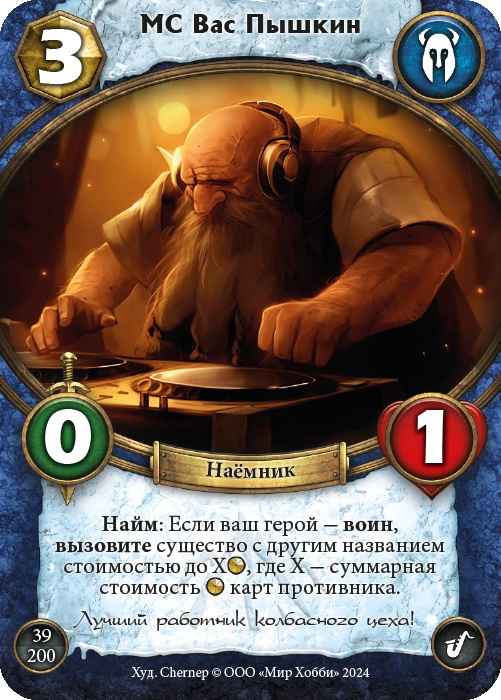 МС Вас Пышкин
3
0
1
Наёмник
Найм: Если ваш герой — воин,
вызовите существо с другим названием
стоимостью до X, где X — суммарная
стоимость карт противника.
Лучший работник колбасного цеха!
39
200
Худ. Chernep © ООО «Мир Хобби» 2024